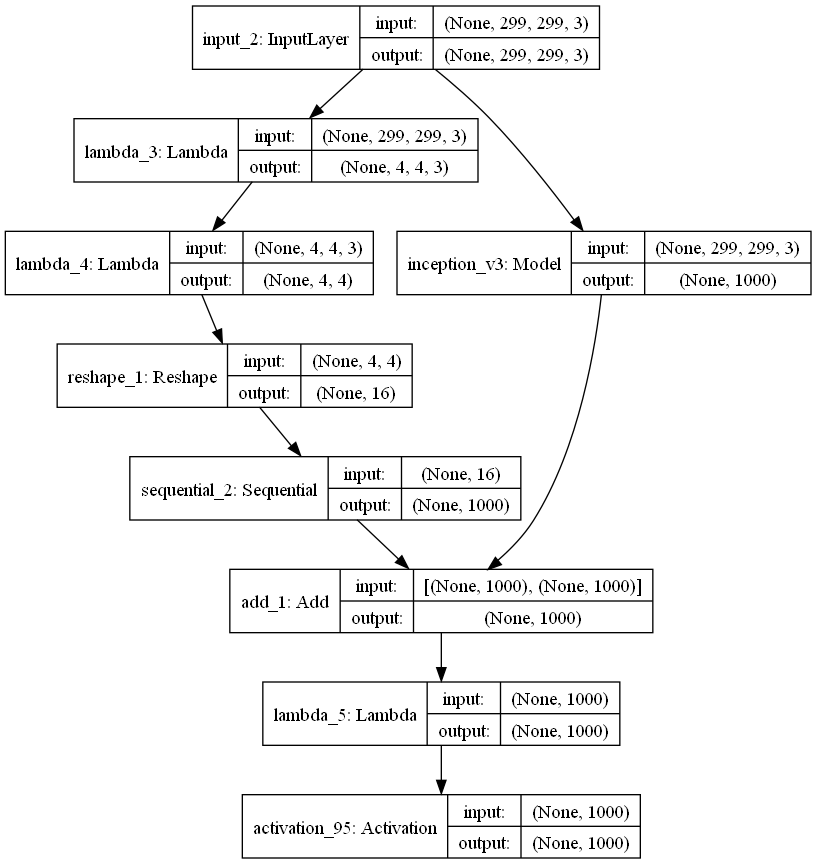 input_2: InputLayer
input: (None, 299, 299, 3)
output: (None, 299, 299, 3)
lambda_3: Lambda
input: (None, 299, 299, 3)
output: (None, 4, 4, 3)
lambda_4: Lambda
input: (None, 4, 4, 3)
output: (None, 4, 4)
inception_v3: Model
input: (None, 299, 299, 3)
output: (None, 1000)
reshape_1: Reshape
input: (None, 4, 4)
output: (None, 16)
sequential_2: Sequential
input: (None, 16)
output: (None, 1000)
add_1: Add
input: [(None, 1000), (None, 1000)]
output: (None, 1000)
lambda_5: Lambda
input: (None, 1000)
output: (None, 1000)
activation_95: Activation
input: (None, 1000)
output: (None, 1000)